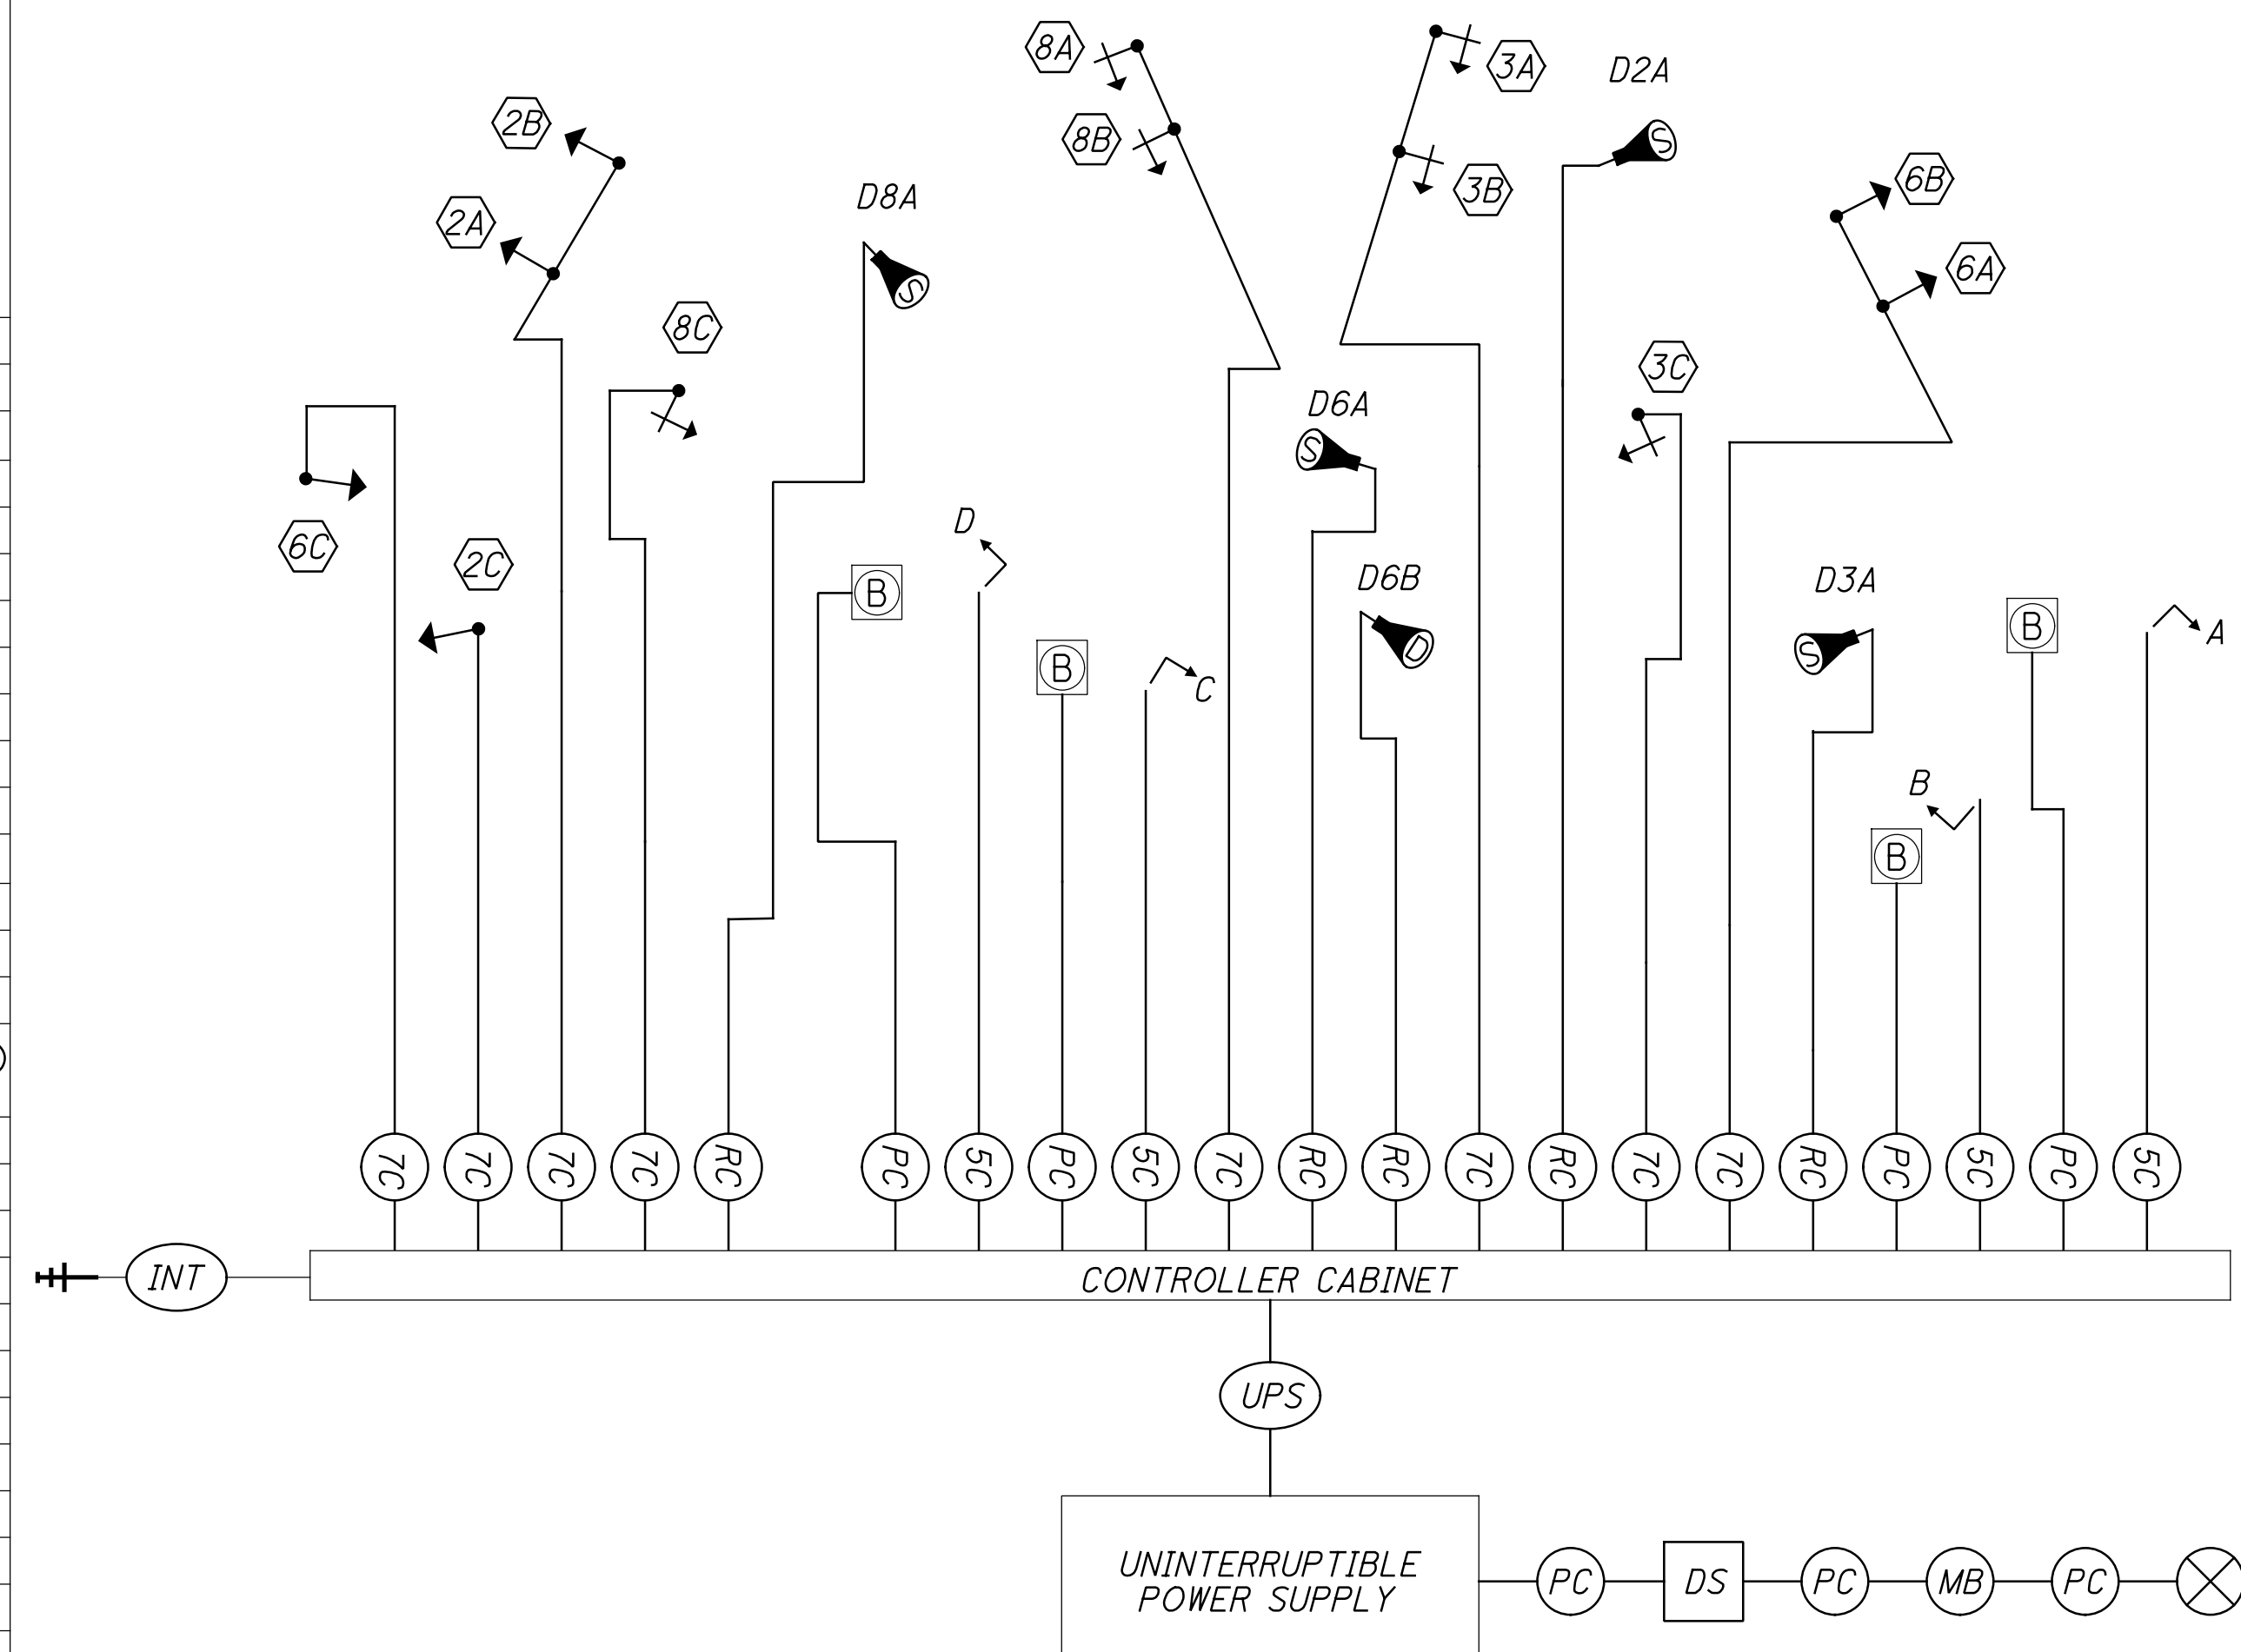 8A
3A
D2A
2B
8B
3B
6B
D8A
2A
6A
8C
3C
D6A
D
6C
2C
B
D6B
D3A
B
A
B
C
B
B
7C 7C 7C 7C RC PC 5C PC 5C 7C RC RC 7C RC 7C 7C RC PC 5C PC 5C
INT
CONTROLLER CABINET
UPS
UNINTERRUPTIBLE
POWER SUPPLY
PC DS PC MB PC
S
S
S
D
S